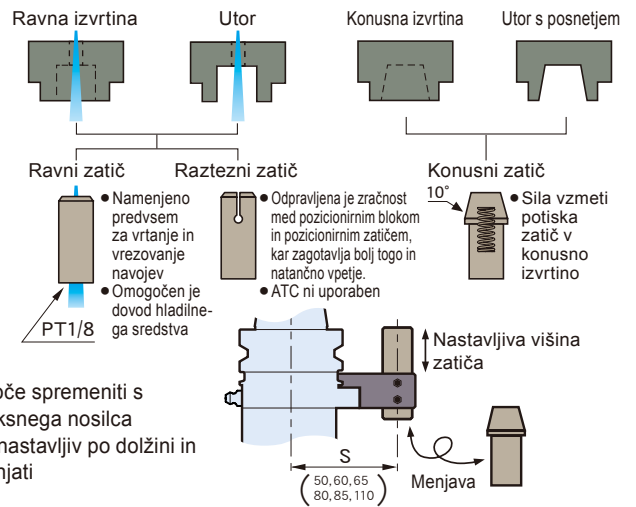 Ravna izvrtina
Utor
Konusna izvrtina
Utor s posnetjem
Ravni zatič
Raztezni zatič
Konusni zatič
● Namenjeno
predvsem
za vrtanje in
vrezovanje
navojev
● Omogočen je
dovod hladilne-
ga sredstva
PT1/8
● Odpravljena je zračnost
med pozicionirnim blokom
in pozicionirnim zatičem,
kar zagotavlja bolj togo in
natančno vpetje.
● ATC ni uporaben
10°
● Sila vzmeti
potiska
zatič v
konusno
izvrtino
Nastavljiva višina
zatiča
oče spremeniti s
ksnega nosilca
nastavljiv po dolžini in
njati
S
(50,60,65
80,85,110)
Menjava